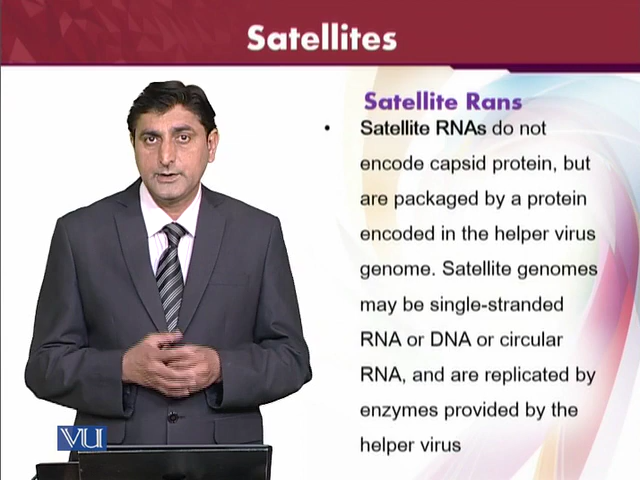 Satellites
Satellite Rans
• Satellite RNAs do not
encode capsid protein, but
are packaged by a protein
encoded in the helper virus
genome. Satellite genomes
may be single-stranded
RNA or DNA or circular
RNA, and are replicated by
enzymes provided by the
helper virus
VU